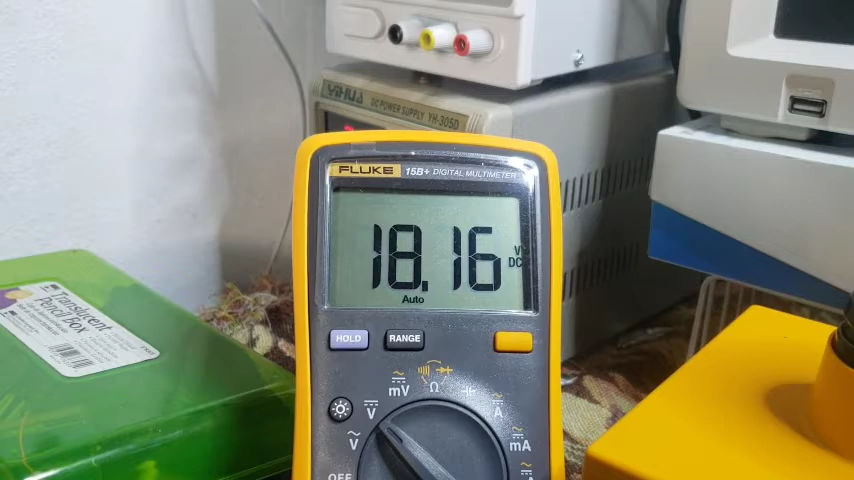 YIHUA DC POWER SUPPLY YH-305D
FLUKE 15B+ DIGITAL MULTIMETER
18.16 V DC
Auto
HOLD RANGE
mV Ω
V A
V mA
OFF
Translucent
Pencil Box